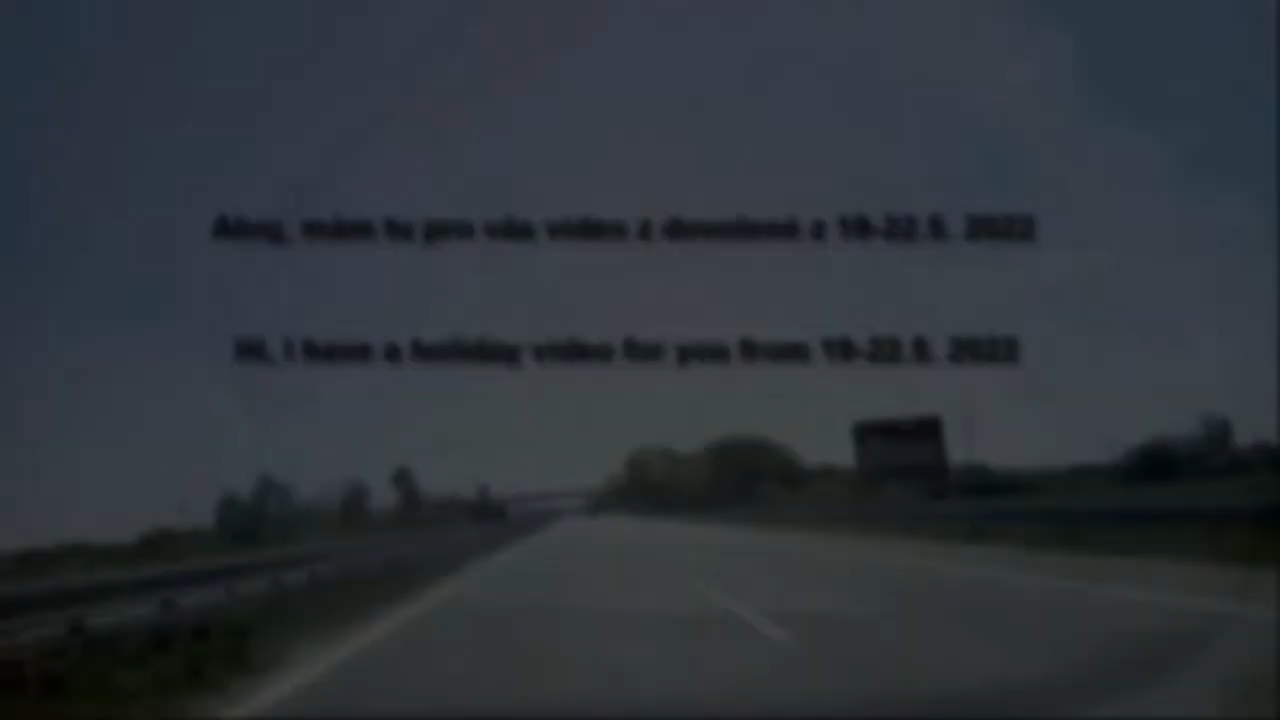 Ahoj, mám tu pro vás video z dovolené z 19-22.5. 2022
Hi, I have a holiday video for you from 19-22.5. 2022